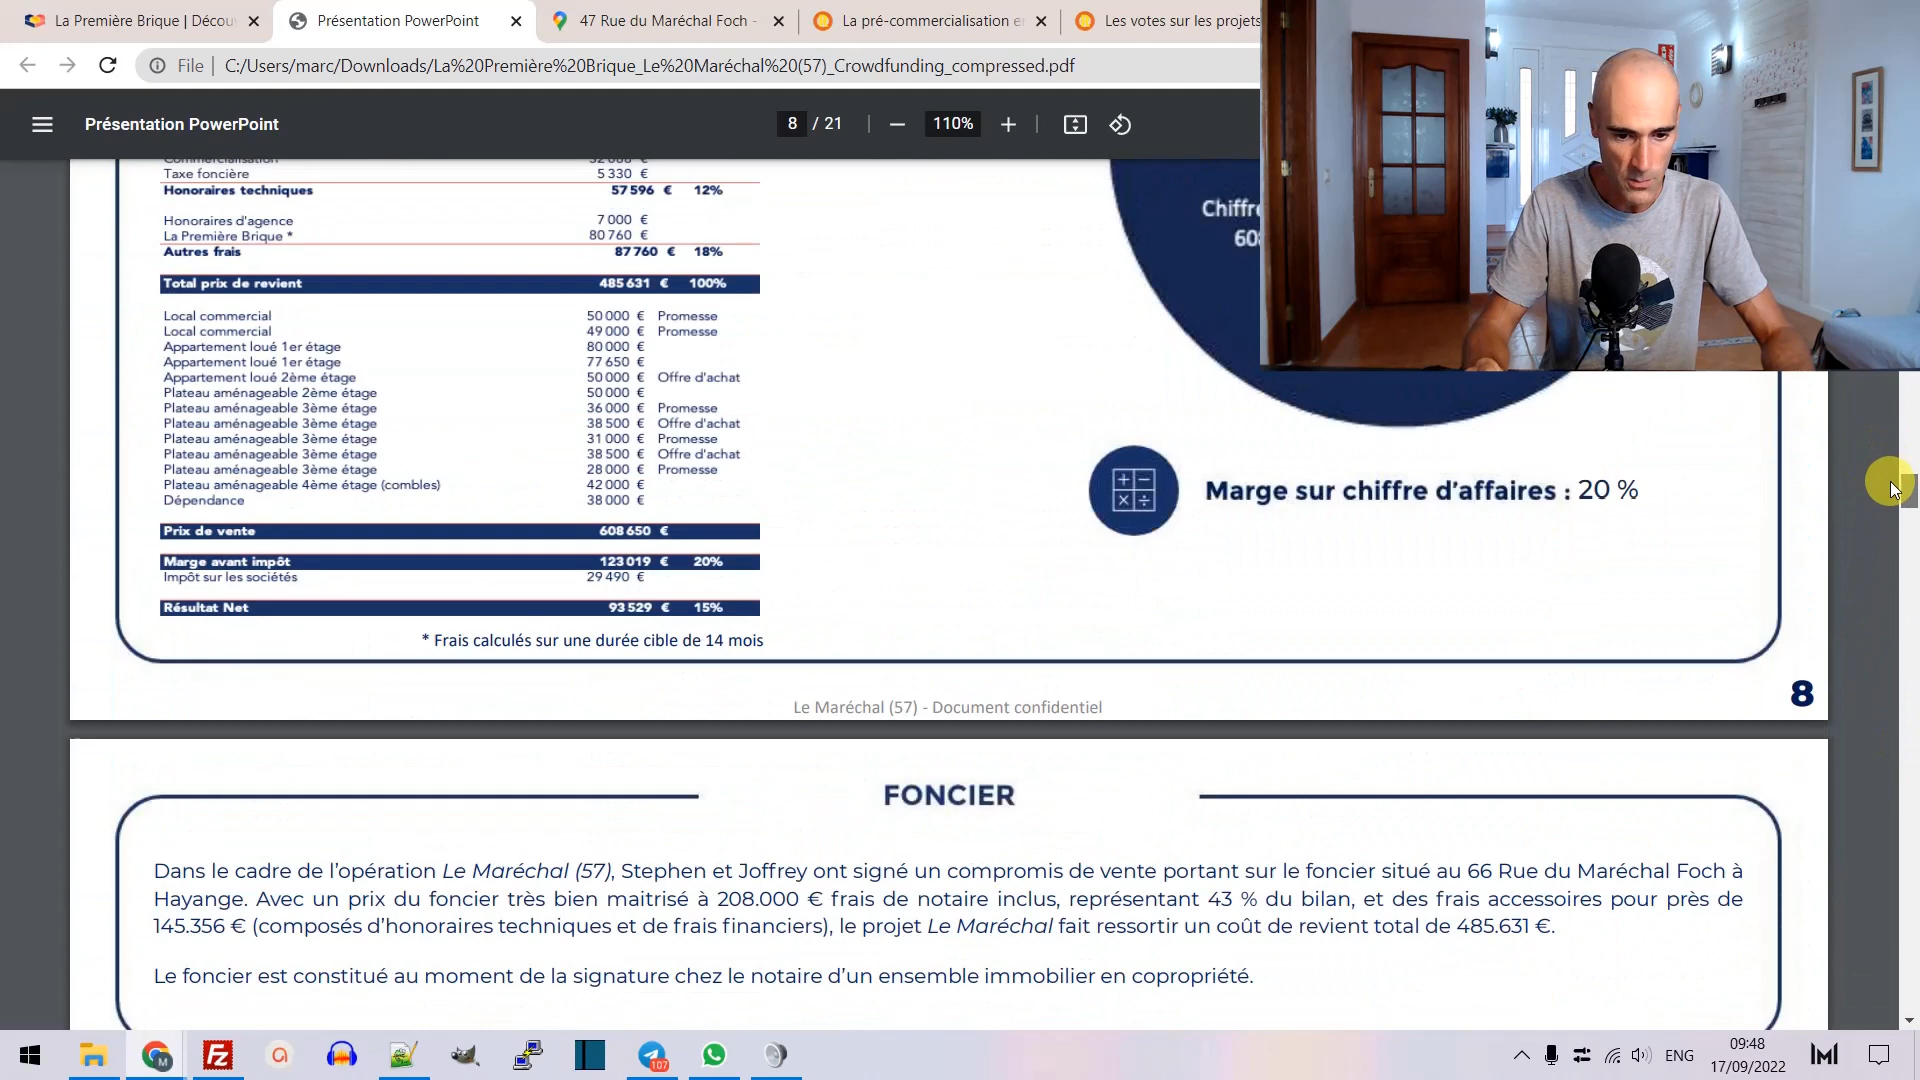 La Première Brique | Décou
Présentation PowerPoint
47 Rue du Maréchal Foch -
La pré-commercialisation e
Les votes sur les projets
File
C:/Users/marc/Downloads/La%20Première%20Brique_Le%20Maréchal%20(57)_Crowdfunding_compressed.pdf
Présentation PowerPoint
8 / 21
110%
Commercialisation
Taxe foncière 5 330 €
Honoraires techniques 57 596 € 12%
Honoraires d'agence 7 000 €
La Première Brique * 80 760 €
Autres frais 87 760 € 18%
Total prix de revient 485 631 € 100%
Local commercial 50 000 € Promesse
Local commercial 49 000 € Promesse
Appartement loué 1er étage 80 000 €
Appartement loué 1er étage 77 650 €
Appartement loué 2ème étage 50 000 € Offre d'achat
Plateau aménageable 2ème étage 50 000 €
Plateau aménageable 3ème étage 36 000 € Promesse
Plateau aménageable 3ème étage 38 500 € Offre d'achat
Plateau aménageable 3ème étage 31 000 € Promesse
Plateau aménageable 3ème étage 38 500 € Offre d'achat
Plateau aménageable 3ème étage 28 000 € Promesse
Plateau aménageable 4ème étage (combles) 42 000 €
Dépendance 38 000 €
Prix de vente 608 650 €
Marge avant impôt 123 019 € 20%
Impôt sur les sociétés 29 490 €
Résultat Net 93 529 € 15%
* Frais calculés sur une durée cible de 14 mois
Chiffre
60
Marge sur chiffre d'affaires : 20 %
Le Maréchal (57) - Document confidentiel
8
FONCIER
Dans le cadre de l'opération Le Maréchal (57), Stephen et Joffrey ont signé un compromis de vente portant sur le foncier situé au 66 Rue du Maréchal Foch à
Hayange. Avec un prix du foncier très bien maitrisé à 208.000 € frais de notaire inclus, représentant 43 % du bilan, et des frais accessoires pour près de
145.356 € (composés d'honoraires techniques et de frais financiers), le projet Le Maréchal fait ressortir un coût de revient total de 485.631 €.
Le foncier est constitué au moment de la signature chez le notaire d'un ensemble immobilier en copropriété.
107
ENG
09:48
17/09/2022